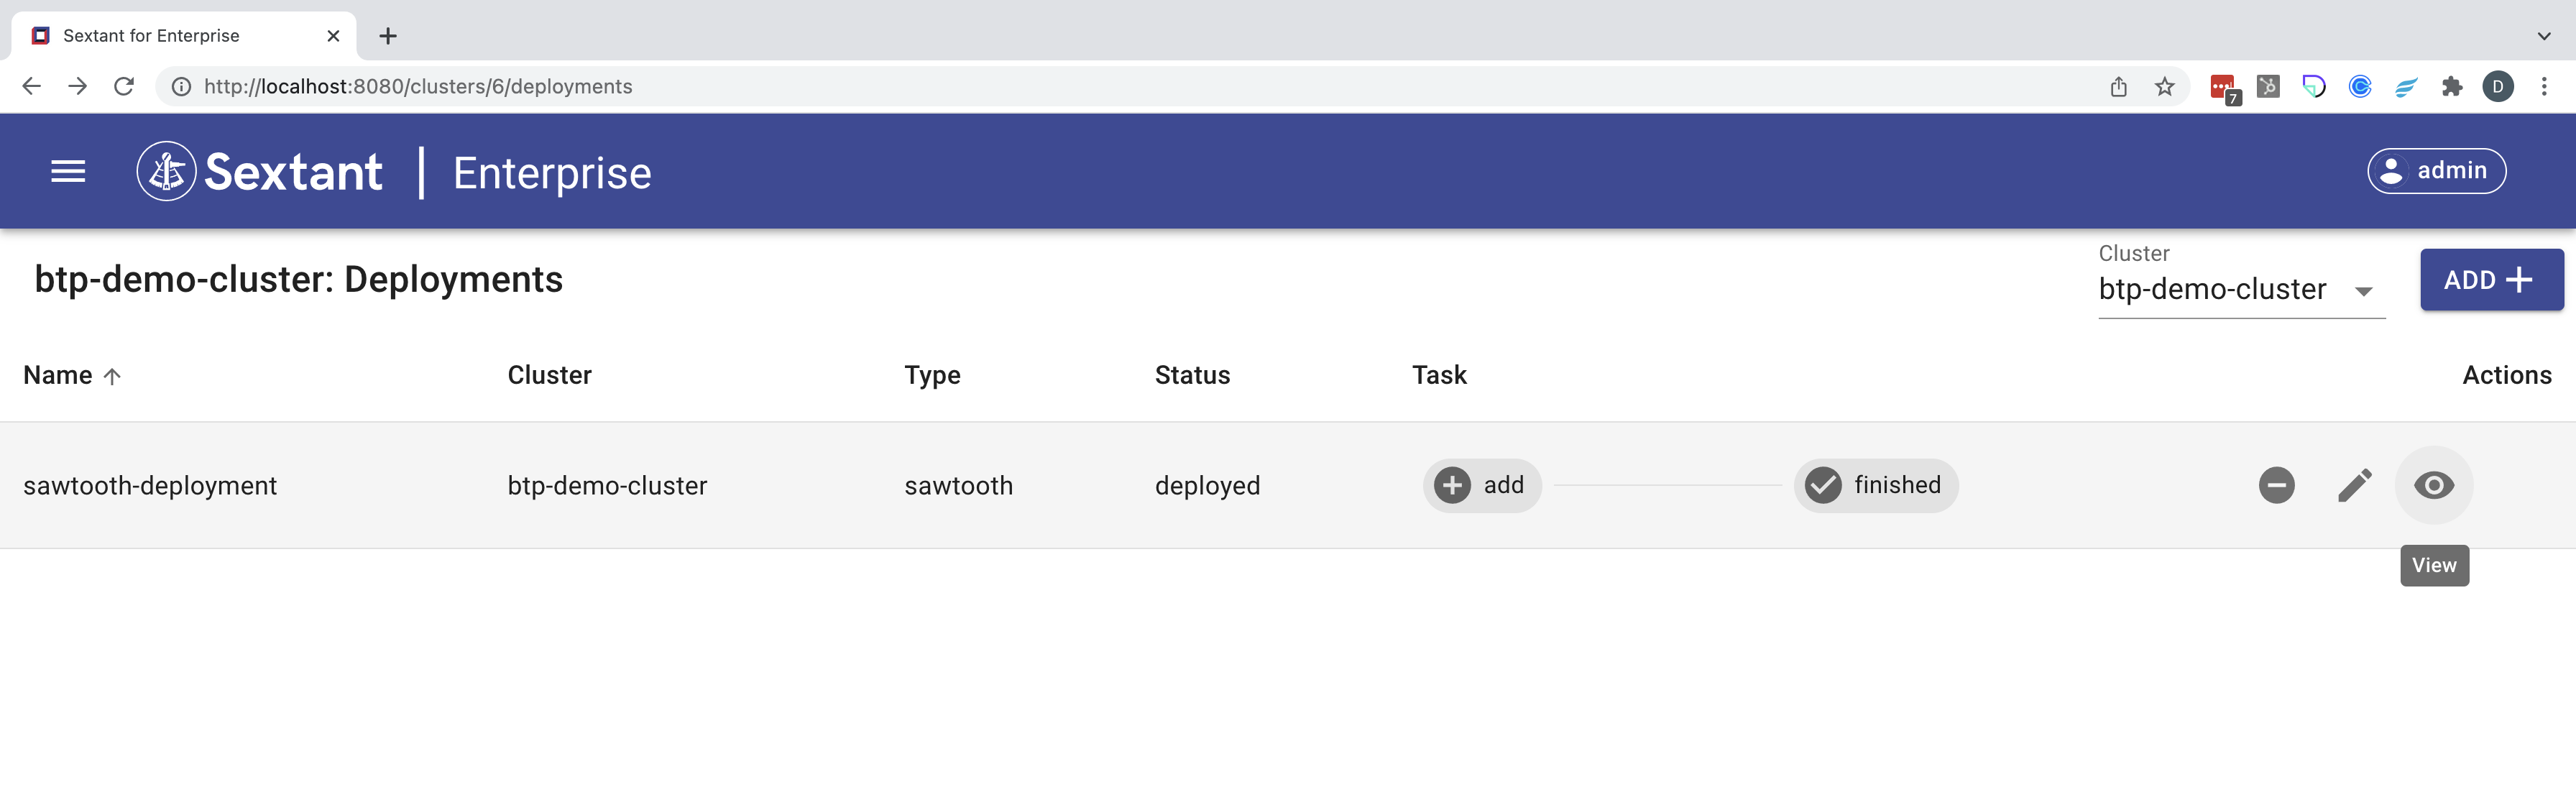 Sextant for Enterprise
http://localhost:8080/clusters/6/deployments
7
D
Sextant | Enterprise
admin
btp-demo-cluster: Deployments
Cluster
btp-demo-cluster
ADD
Name Cluster Type Status Task Actions
sawtooth-deployment btp-demo-cluster sawtooth deployed add finished
View